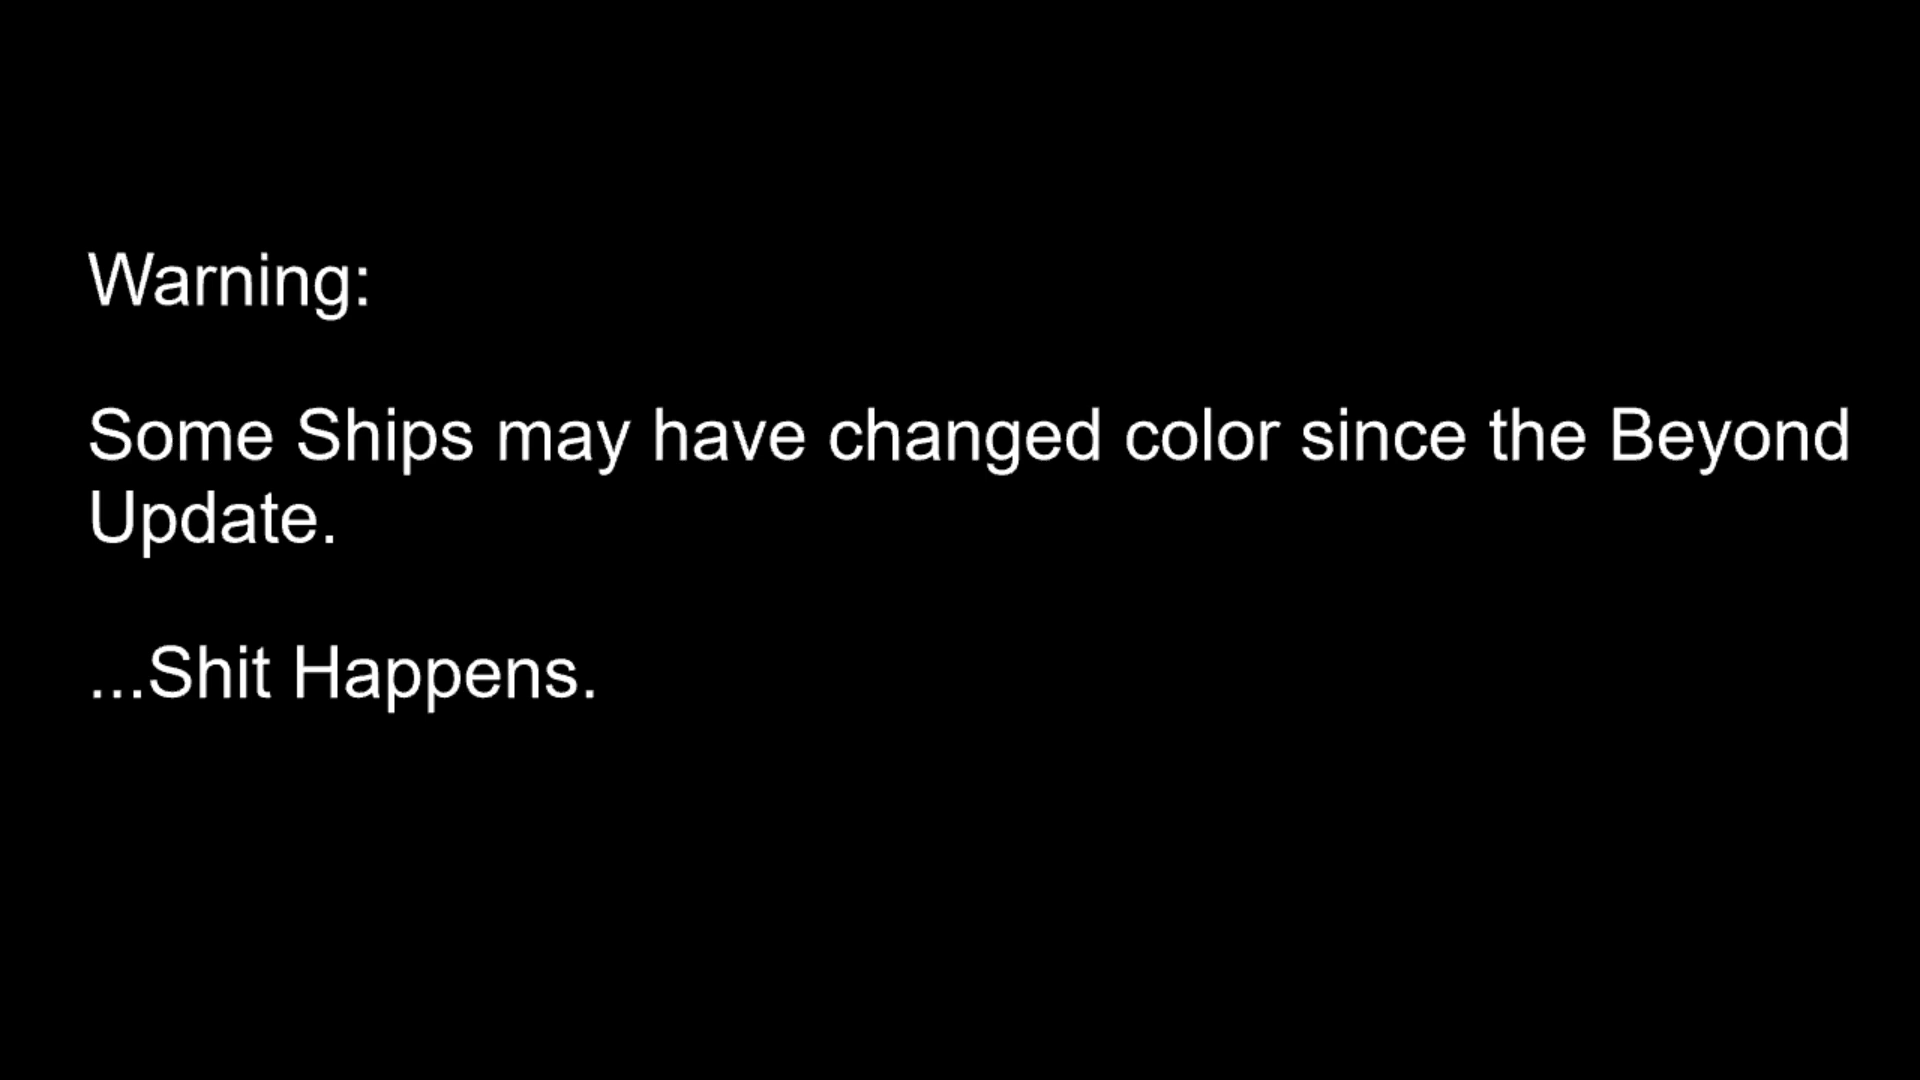 Warning:
Some Ships may have changed color since the Beyond
Update.
...Shit Happens.